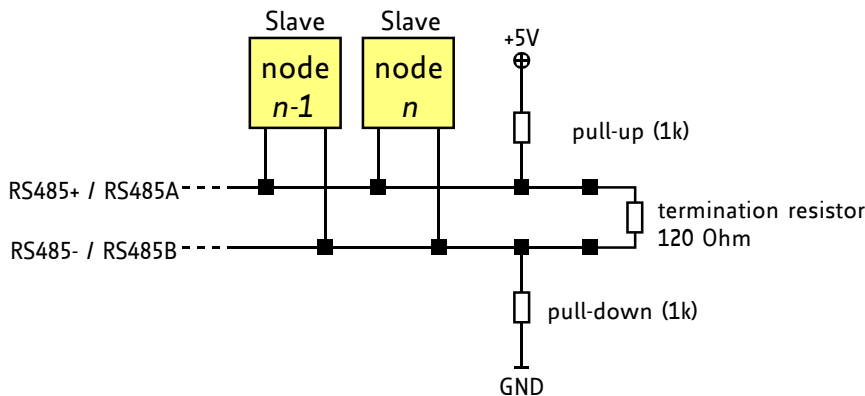 Slave
Slave
node
n-1
node
n
+5V
pull-up (1k)
RS485+ / RS485A
termination resistor
120 Ohm
RS485- / RS485B
pull-down (1k)
GND